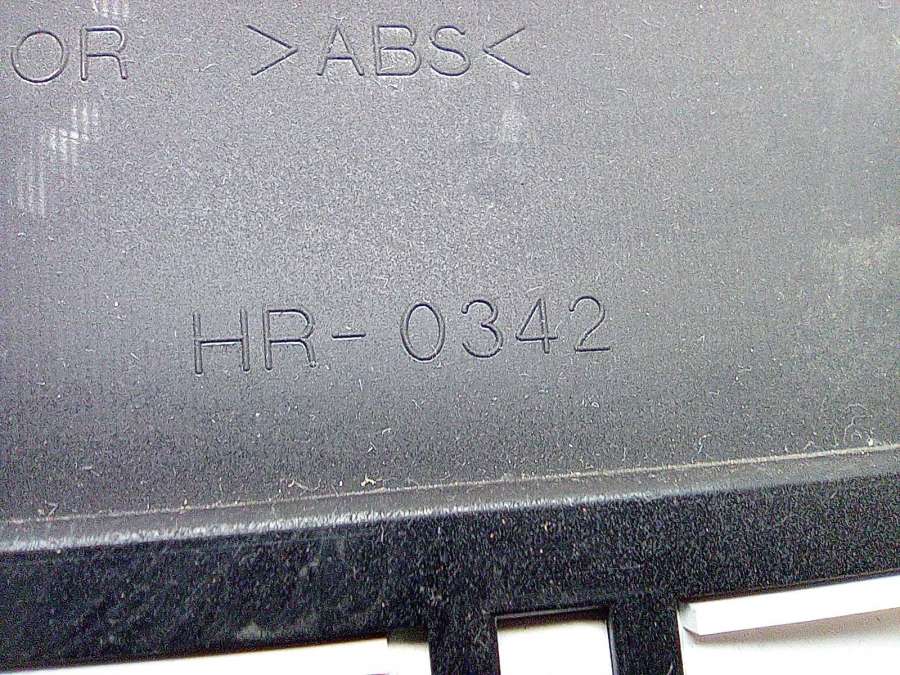 OR >ABS<
HR-0342